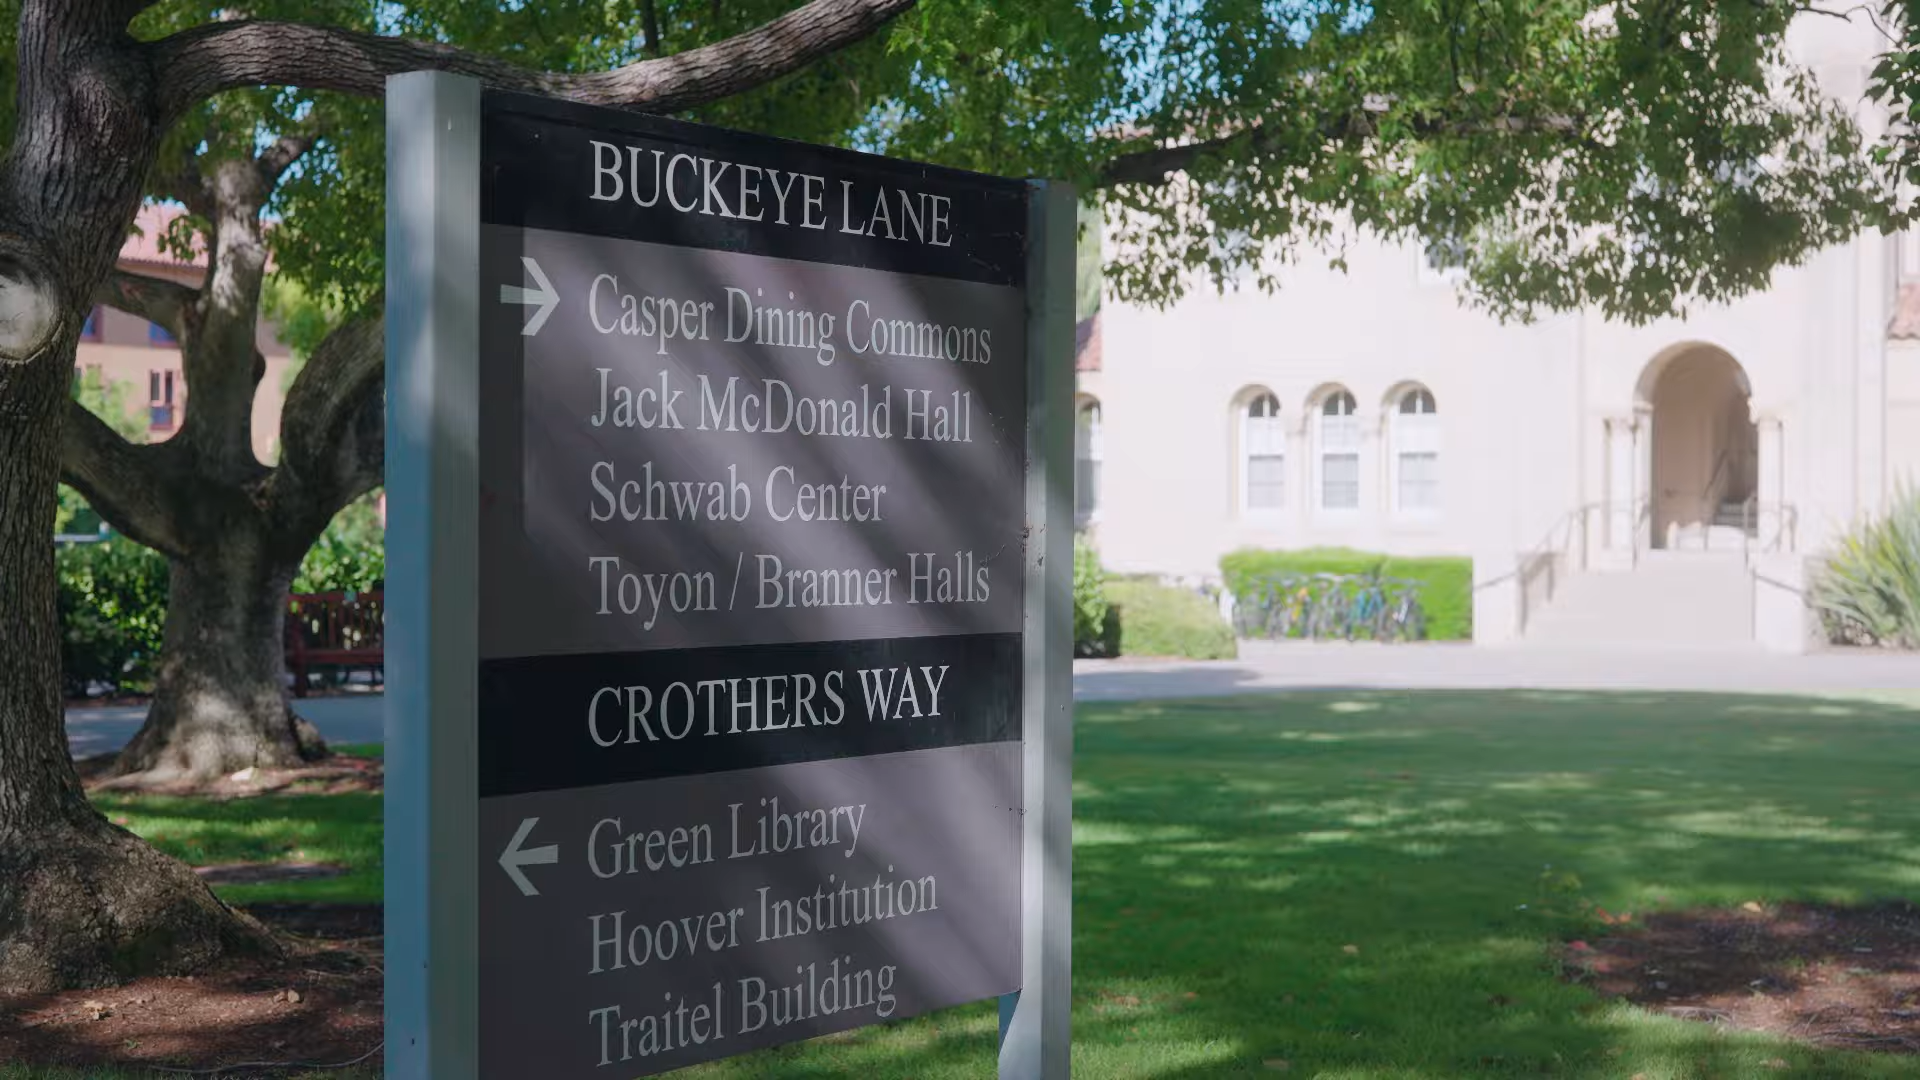 BUCKEYE LANE
Casper Dining Commons
Jack McDonald Hall
Schwab Center
Toyon / Branner Halls
CROTHERS WAY
Green Library
Hoover Institution
Traitel Building